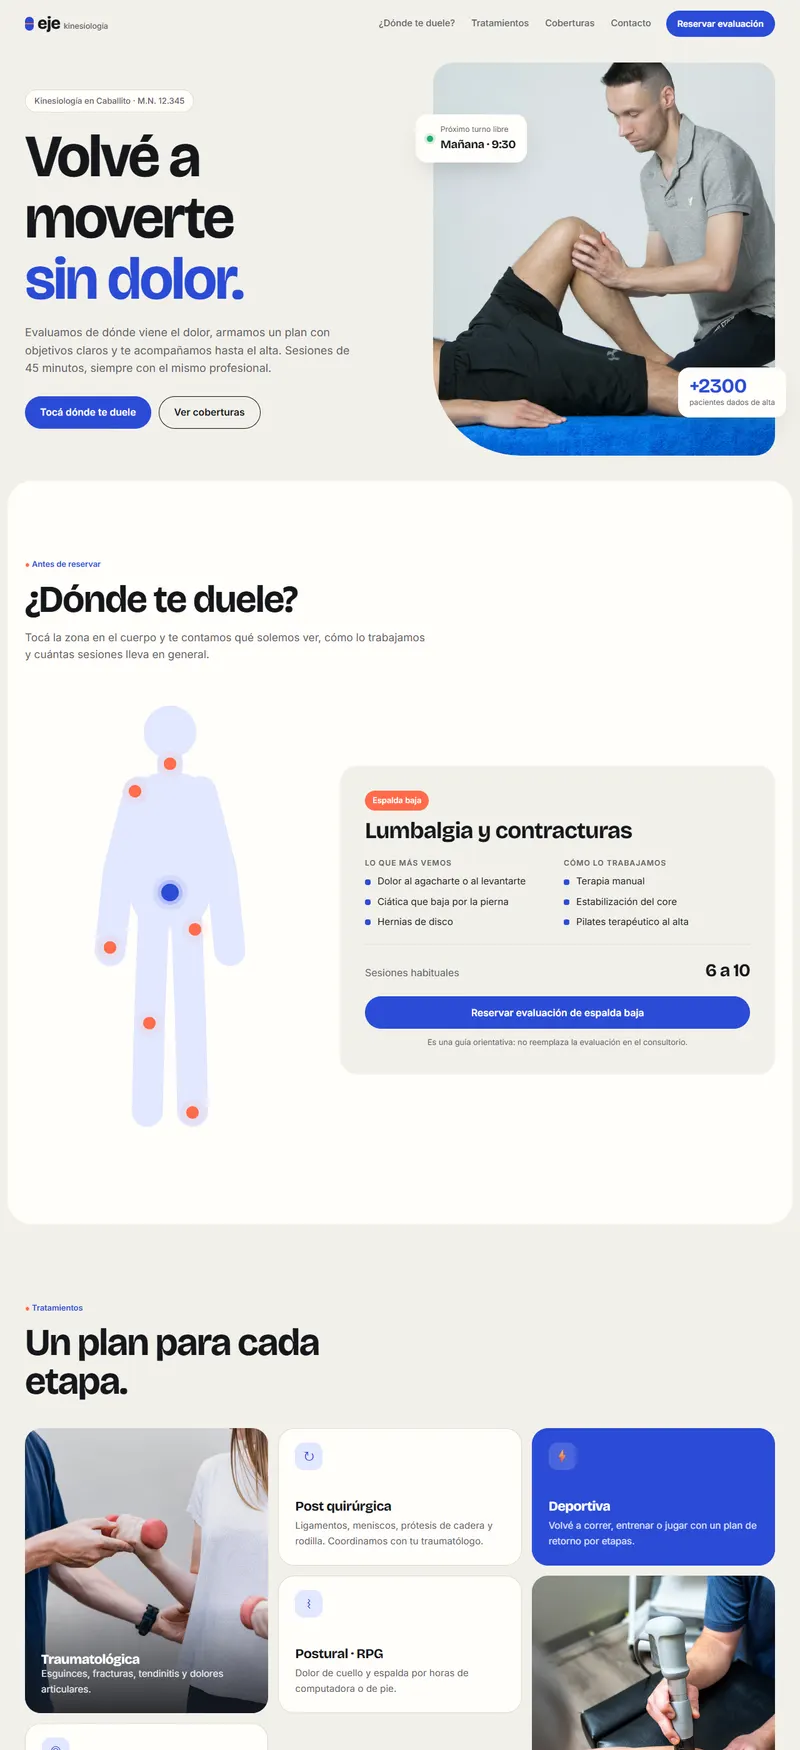 eje kinesiología
¿Dónde te duele?
Tratamientos
Coberturas
Contacto
Reservar evaluación
Kinesiología en Caballito · M.N. 12.345
Volvé a
moverte
sin dolor.
Evaluamos de dónde viene el dolor, armamos un plan con
objetivos claros y te acompañamos hasta el alta. Sesiones de
45 minutos, siempre con el mismo profesional.
Tocá dónde te duele
Ver coberturas
Próximo turno libre
Mañana · 9:30
+2300
pacientes dados de alta
Antes de reservar
¿Dónde te duele?
Tocá la zona en el cuerpo y te contamos qué solemos ver, cómo lo trabajamos
y cuántas sesiones lleva en general.
Espalda baja
Lumbalgia y contracturas
LO QUE MÁS VEMOS
Dolor al agacharte o al levantarte
Ciática que baja por la pierna
Hernias de disco
CÓMO LO TRABAJAMOS
Terapia manual
Estabilización del core
Pilates terapéutico al alta
Sesiones habituales
6 a 10
Reservar evaluación de espalda baja
Es una guía orientativa: no reemplaza la evaluación en el consultorio.
Tratamientos
Un plan para cada
etapa.
Traumatológica
Esguinces, fracturas, tendinitis y dolores
articulares.
Post quirúrgica
Ligamentos, meniscos, prótesis de cadera y
rodilla. Coordinamos con tu traumatólogo.
Deportiva
Volvé a correr, entrenar o jugar con un plan de
retorno por etapas.
Postural · RPG
Dolor de cuello y espalda por horas de
computadora o de pie.